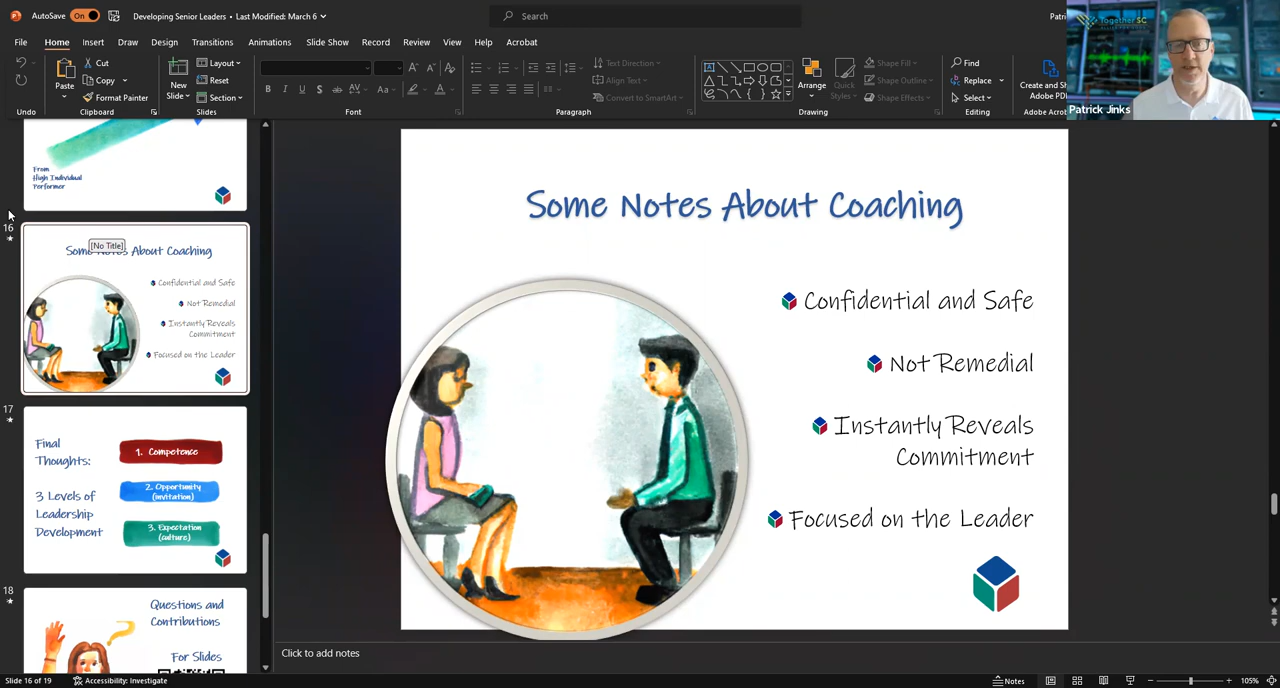 AutoSave On Developing Senior Leaders • Last Modified: March 6 Search
Together SC
Patrick Jinks
File Home Insert Draw Design Transitions Animations Slide Show Record Review View Help Acrobat
Cut
Copy
Format Painter
Paste
New
Slide
Layout
Reset
Section
Text Direction
Align Text
Convert to SmartArt
Arrange
Quick
Styles
Shape Fill
Shape Outline
Shape Effects
Find
Replace
Select
Create and Sh
Adobe PD
Undo Clipboard Slides Font Paragraph Drawing Editing Adobe Acro
From
High Individual
Performer
16
[No Title]
Some Notes About Coaching
Confidential and Safe
Not Remedial
Instantly Reveals
Commitment
Focused on the Leader
17
Final
Thoughts:
3 Levels of
Leadership
Development
1. Competence
2. Opportunity
(invitation)
3. Expectation
(culture)
18
Questions and
Contributions
For Slides
Some Notes About Coaching
Confidential and Safe
Not Remedial
Instantly Reveals
Commitment
Focused on the Leader
Click to add notes
Slide 16 of 19 Accessibility: Investigate Notes 105%